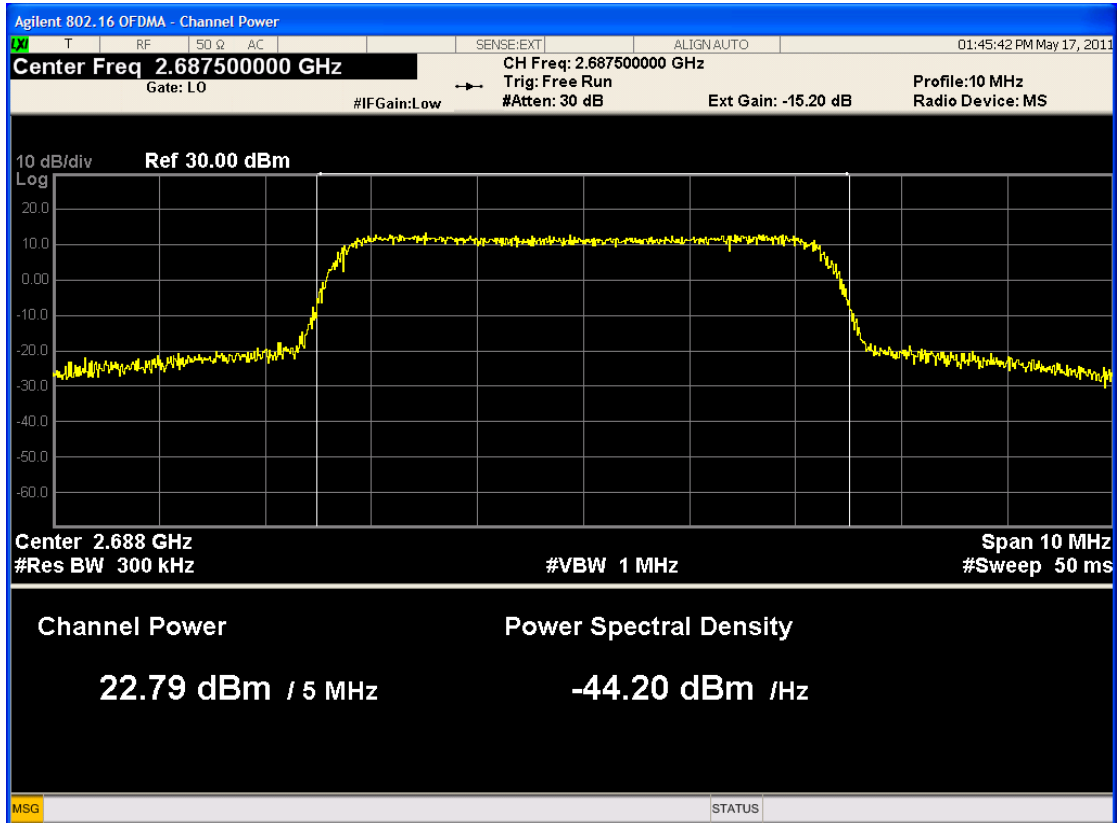 Agilent 802.16 OFDMA - Channel Power
LXI T RF 50 Ω AC SENSE:EXT ALIGN AUTO 01:45:42 PM May 17, 2011
Center Freq 2.687500000 GHz
Gate: LO
#IFGain:Low
CH Freq: 2.687500000 GHz
Trig: Free Run
#Atten: 30 dB
Ext Gain: -15.20 dB
Profile:10 MHz
Radio Device: MS
10 dB/div Ref 30.00 dBm
Log
20.0
10.0
0.00
-10.0
-20.0
-30.0
-40.0
-50.0
-60.0
Center 2.688 GHz Span 10 MHz
#Res BW 300 kHz #VBW 1 MHz #Sweep 50 ms
Channel Power Power Spectral Density
22.79 dBm / 5 MHz -44.20 dBm /Hz
MSG STATUS